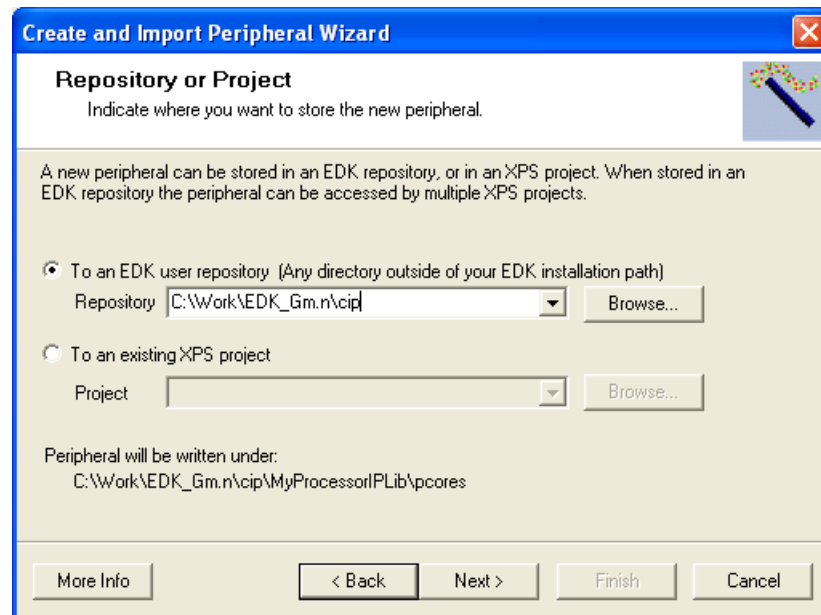 Create and Import Peripheral Wizard
Repository or Project
Indicate where you want to store the new peripheral.
A new peripheral can be stored in an EDK repository, or in an XPS project. When stored in an
EDK repository the peripheral can be accessed by multiple XPS projects.
To an EDK user repository (Any directory outside of your EDK installation path)
Repository C:\Work\EDK_Gm.n\cip Browse...
To an existing XPS project
Project Browse...
Peripheral will be written under:
C:\Work\EDK_Gm.n\cip\MyProcessorIPLib\pcores
More Info < Back Next > Finish Cancel